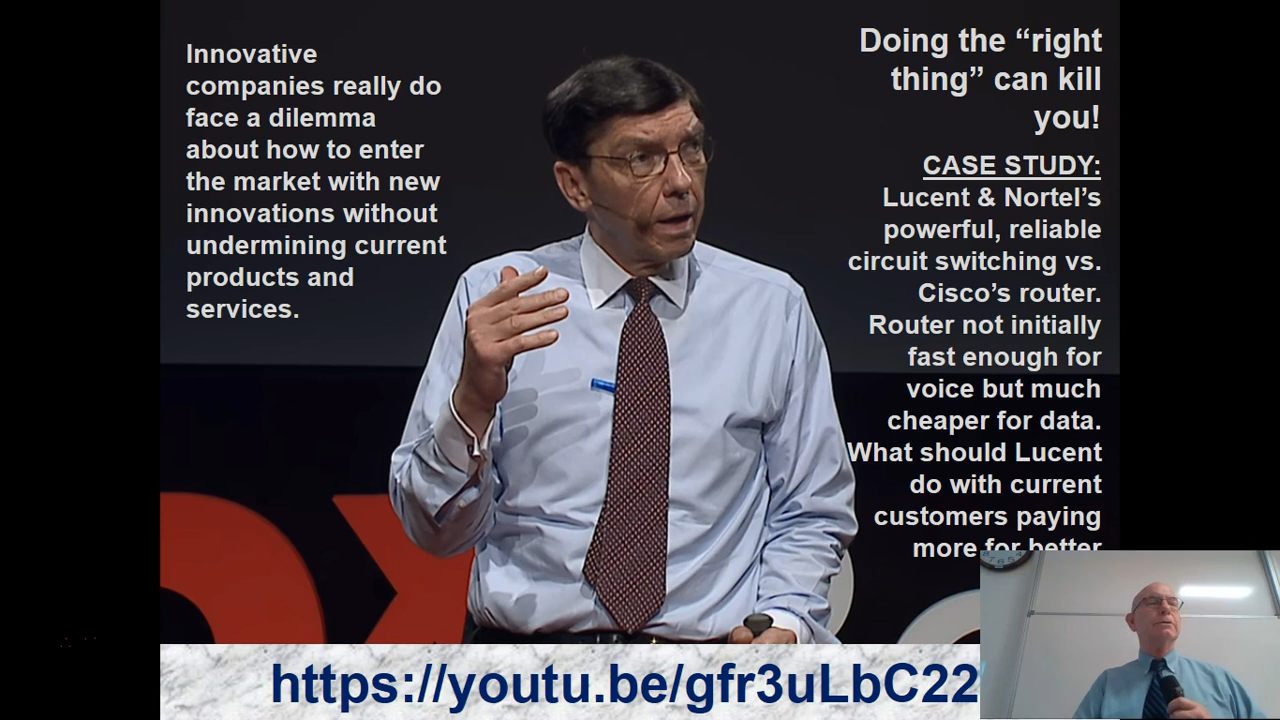 Innovative
companies really do
face a dilemma
about how to enter
the market with new
innovations without
undermining current
products and
services.
Doing the “right
thing” can kill
you!
CASE STUDY:
Lucent & Nortel’s
powerful, reliable
circuit switching vs.
Cisco’s router.
Router not initially
fast enough for
voice but much
cheaper for data.
What should Lucent
do with current
customers paying
more for better
https://youtu.be/gfr3uLbC22